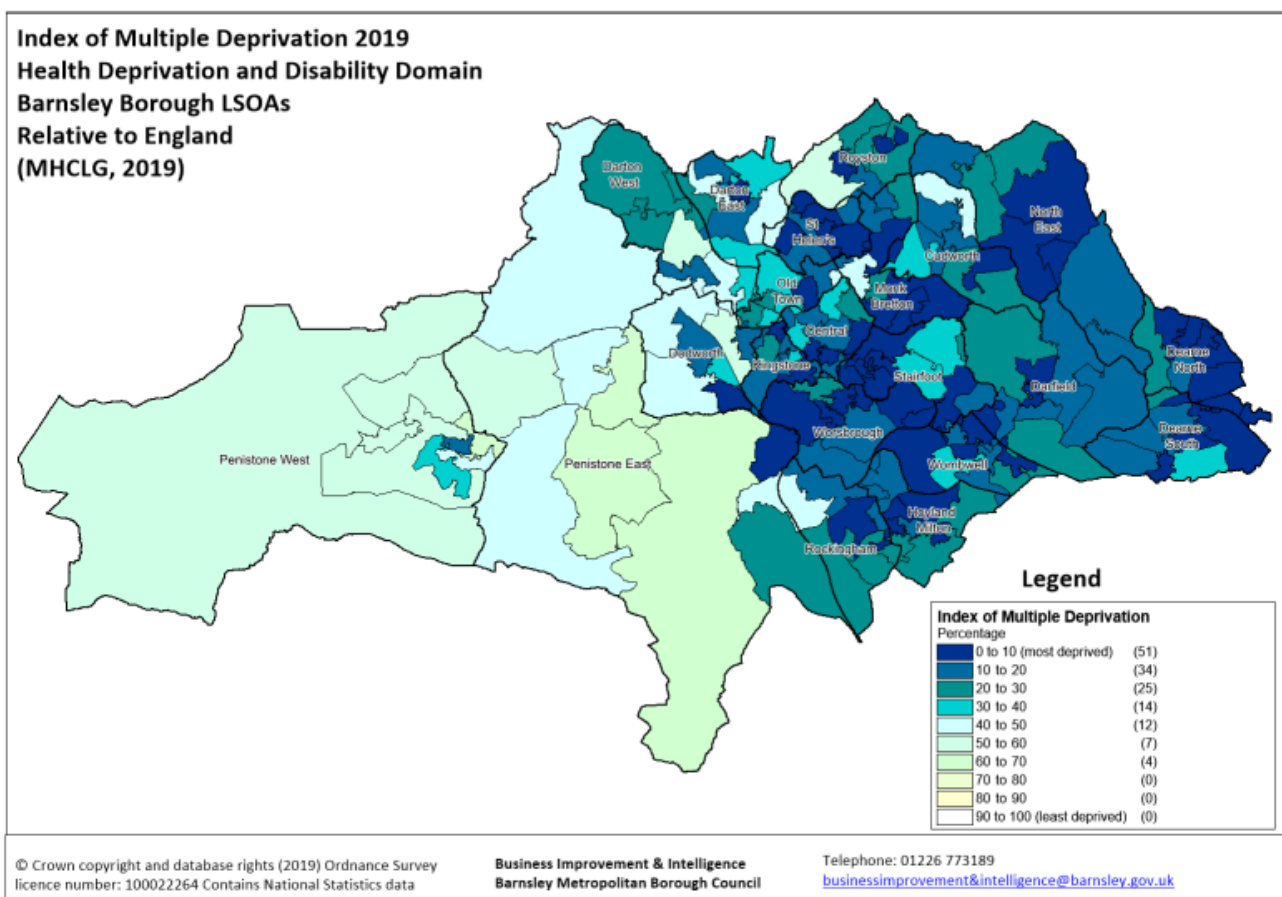 Index of Multiple Deprivation 2019
Health Deprivation and Disability Domain
Barnsley Borough LSOAs
Relative to England
(MHCLG, 2019)
Royston
Darton
West
Darton
East
North
East
St
Helen's
Cudworth
Old
Town
Monk
Bretton
Central
Dodworth
Kingstone
Stairfoot
Dearne
North
Darfield
Worsbrough
Dearne
South
Penistone West
Penistone East
Wombwell
Hoyland
Milton
Rockingham
Legend
Index of Multiple Deprivation
Percentage
0 to 10 (most deprived) (51)
10 to 20 (34)
20 to 30 (25)
30 to 40 (14)
40 to 50 (12)
50 to 60 (7)
60 to 70 (4)
70 to 80 (0)
80 to 90 (0)
90 to 100 (least deprived) (0)
© Crown copyright and database rights (2019) Ordnance Survey
licence number: 100022264 Contains National Statistics data
Business Improvement & Intelligence
Barnsley Metropolitan Borough Council
Telephone: 01226 773189
businessimprovement&intelligence@barnsley.gov.uk